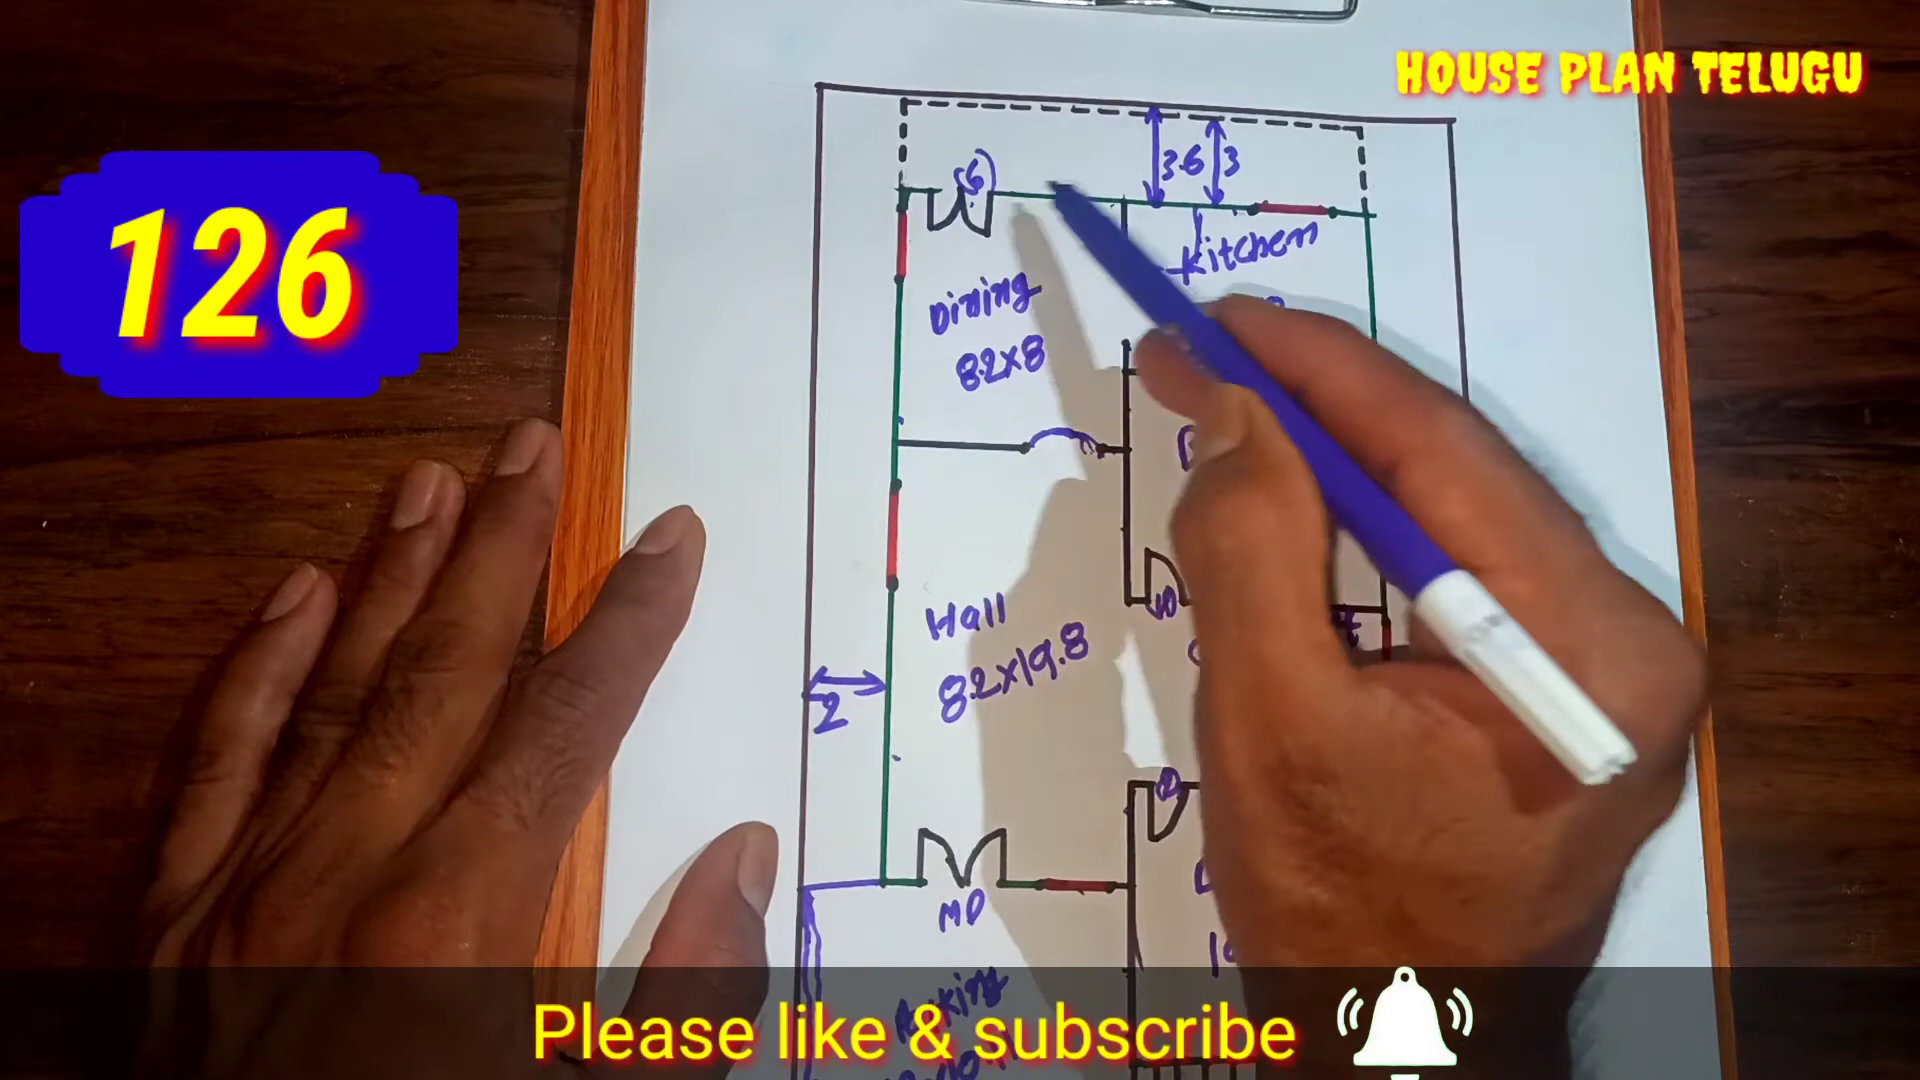 HOUSE PLAN TELUGU
126
(6)
3.6
3
Kitchen
Dining
8.2x8
Hall
8.2x19.8
2
MD
Please like & subscribe